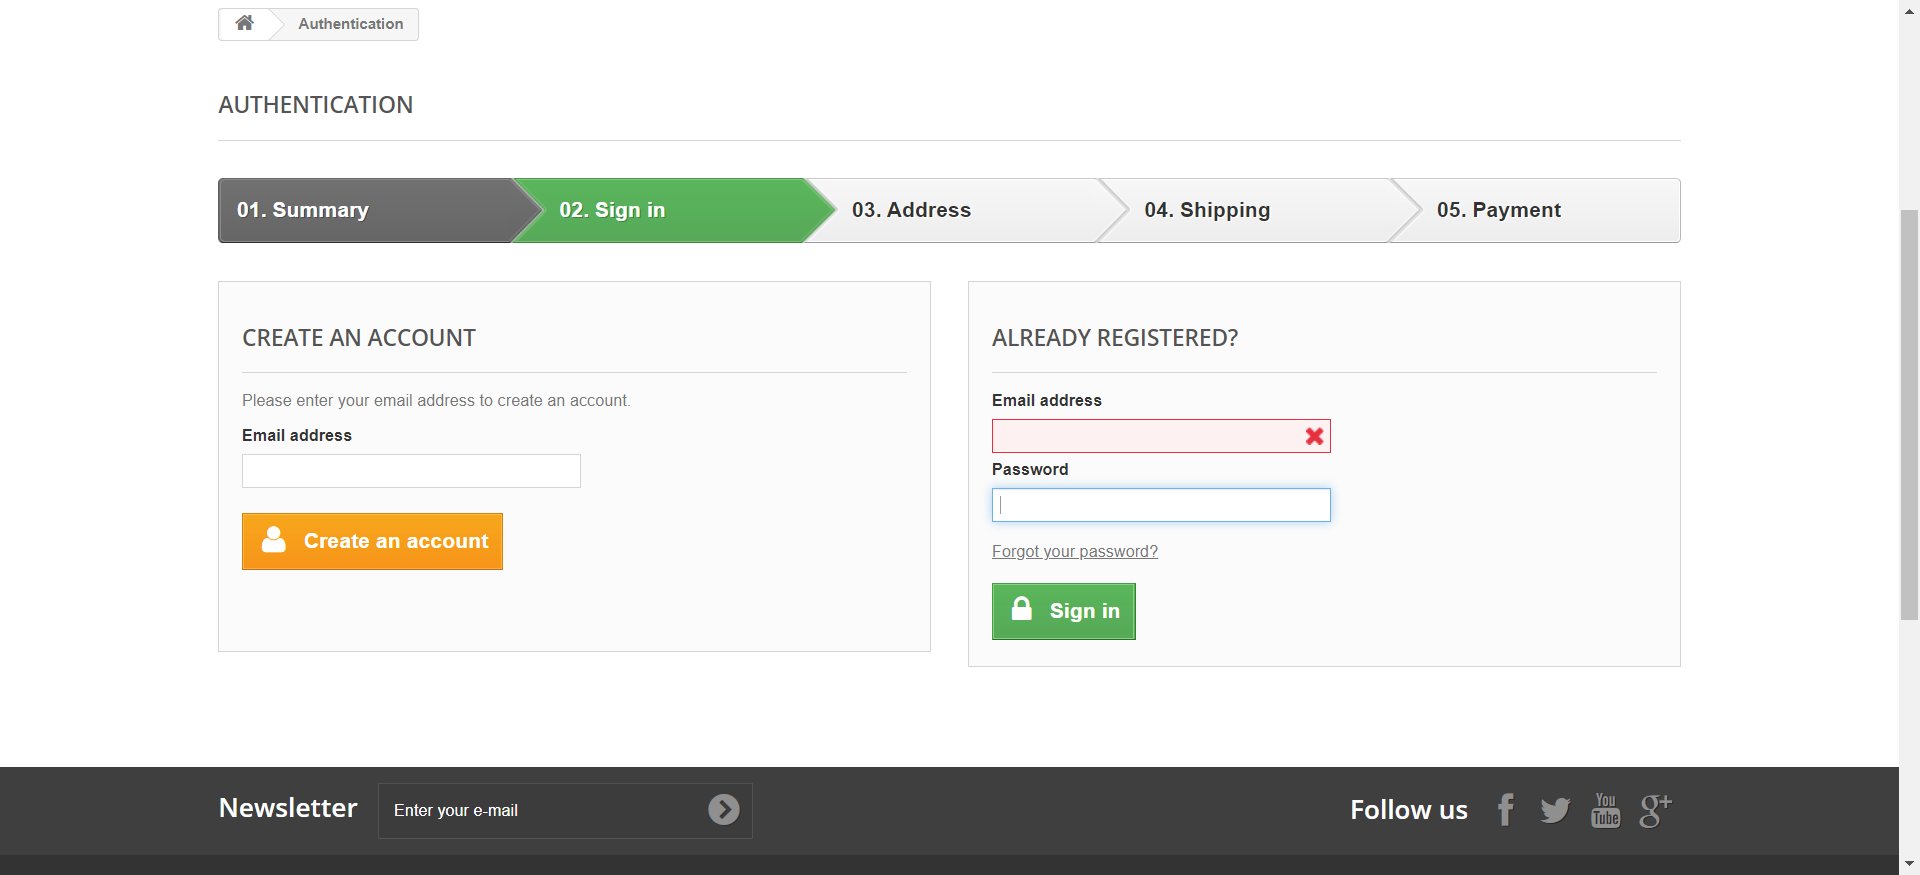 Authentication
AUTHENTICATION
01. Summary
02. Sign in
03. Address
04. Shipping
05. Payment
CREATE AN ACCOUNT
Please enter your email address to create an account.
Email address
Create an account
ALREADY REGISTERED?
Email address
Password
Forgot your password?
Sign in
Newsletter
Enter your e-mail
Follow us
You
Tube
g+